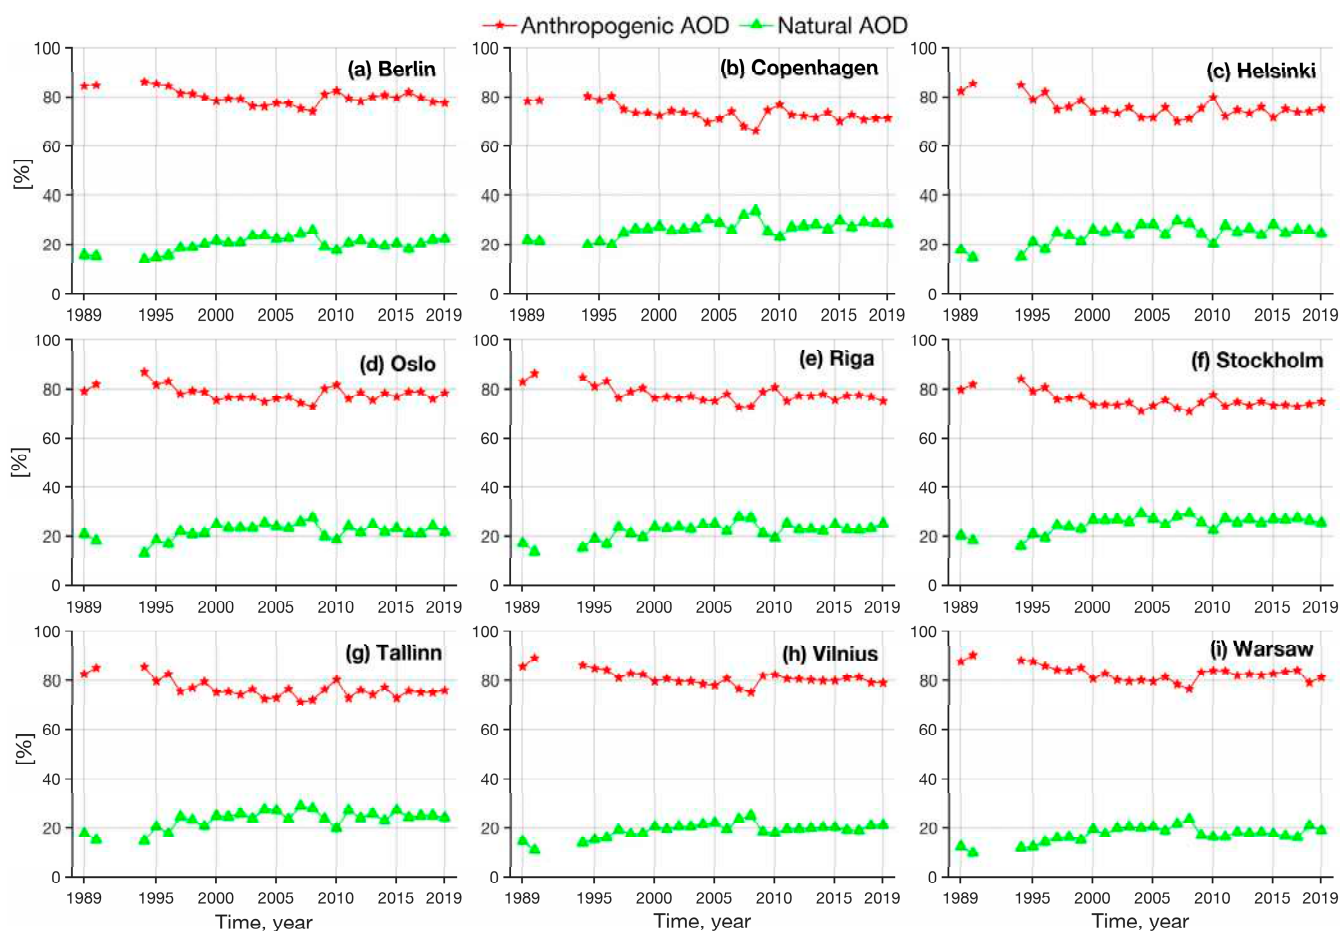 Anthropogenic AOD Natural AOD
100
80
60
40
20
0
[%]
(a) Berlin
1989 1995 2000 2005 2010 2015 2019
100
80
60
40
20
0
(b) Copenhagen
1989 1995 2000 2005 2010 2015 2019
100
80
60
40
20
0
(c) Helsinki
1989 1995 2000 2005 2010 2015 2019
100
80
60
40
20
0
[%]
(d) Oslo
1989 1995 2000 2005 2010 2015 2019
100
80
60
40
20
0
(e) Riga
1989 1995 2000 2005 2010 2015 2019
100
80
60
40
20
0
(f) Stockholm
1989 1995 2000 2005 2010 2015 2019
100
80
60
40
20
0
[%]
(g) Tallinn
1989 1995 2000 2005 2010 2015 2019
Time, year
100
80
60
40
20
0
(h) Vilnius
1989 1995 2000 2005 2010 2015 2019
Time, year
100
80
60
40
20
0
(i) Warsaw
1989 1995 2000 2005 2010 2015 2019
Time, year